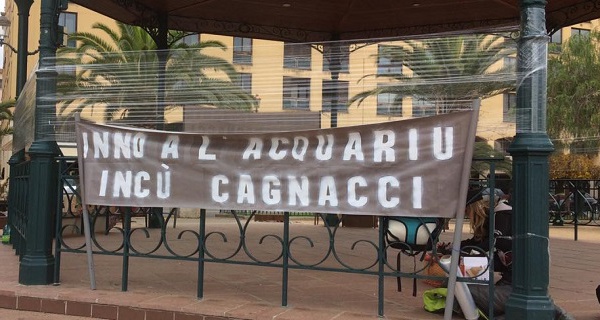 INNO A L' ACQUARIU
INCÙ CAGNACCI